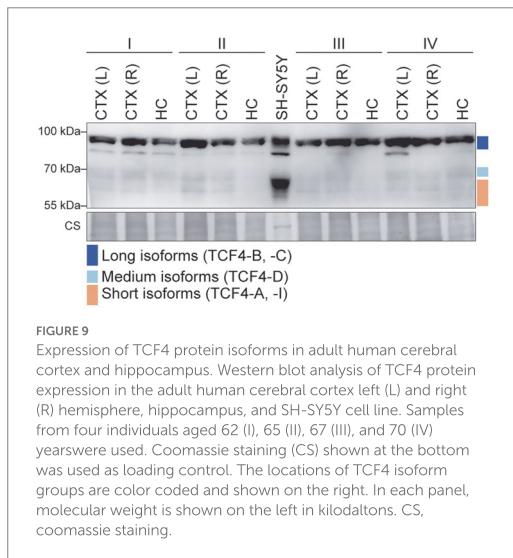 I II III IV
CTX (L) CTX (R) HC CTX (L) CTX (R) HC SH-SY5Y CTX (L) CTX (R) HC CTX (L) CTX (R) HC
100 kDa
70 kDa
55 kDa
CS
Long isoforms (TCF4-B, -C)
Medium isoforms (TCF4-D)
Short isoforms (TCF4-A, -I)
FIGURE 9
Expression of TCF4 protein isoforms in adult human cerebral
cortex and hippocampus. Western blot analysis of TCF4 protein
expression in the adult human cerebral cortex left (L) and right
(R) hemisphere, hippocampus, and SH-SY5Y cell line. Samples
from four individuals aged 62 (I), 65 (II), 67 (III), and 70 (IV)
yearswere used. Coomassie staining (CS) shown at the bottom
was used as loading control. The locations of TCF4 isoform
groups are color coded and shown on the right. In each panel,
molecular weight is shown on the left in kilodaltons. CS,
coomassie staining.